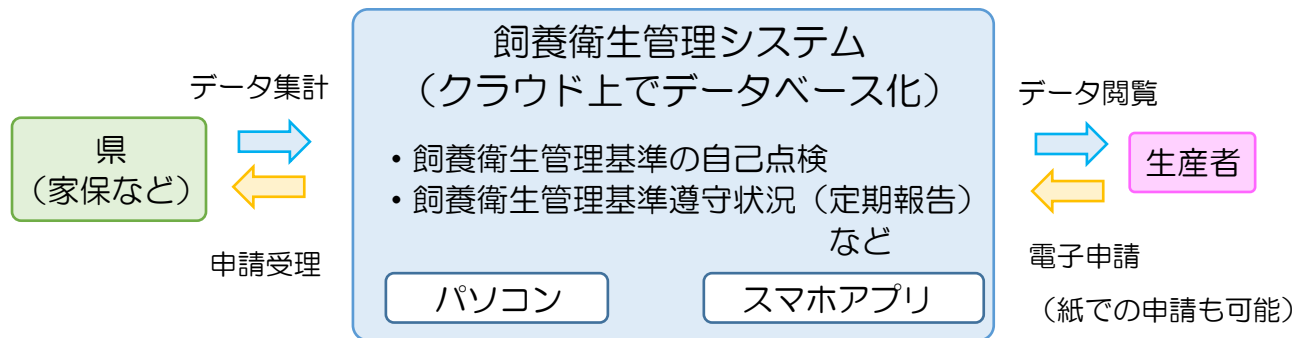 飼養衛生管理システム
(クラウド上でデータベース化)
データ集計
データ閲覧
県
(家保など)
・飼養衛生管理基準の自己点検
・飼養衛生管理基準遵守状況(定期報告)
など
生産者
申請受理
電子申請
(紙での申請も可能)
パソコン
スマホアプリ